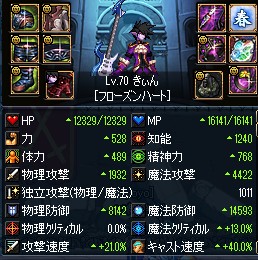 春
Lv.70 きぃん
[フローズンハート]
HP 12329/12329 MP 16141/16141
力 528 知能 1240
体力 489 精神力 768
物理攻撃 1932 魔法攻撃 4422
独立攻撃(物理/魔法) 1011
物理防御 8142 魔法防御 14593
物理クリティカル 0.0% 魔法クリティカル +13.0%
攻撃速度 +21.0% キャスト速度 +40.0%